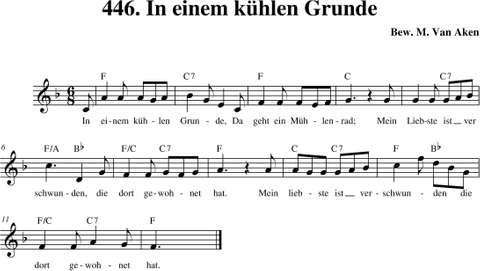 446. In einem kühlen Grunde
Bew. M. Van Aken
F C7 F C C7
In ei-nem küh-len Grun-de, Da geht ein Müh-len-rad; Mein Lieb-ste ist_ ver
6 F/A B♭ F/C C7 F C7 F B♭
schwun-den, die dort ge-woh-net hat. Mein lieb-ste ist_ ver-schwun-den die
11 F/C C7 F
dort ge-woh-net hat.